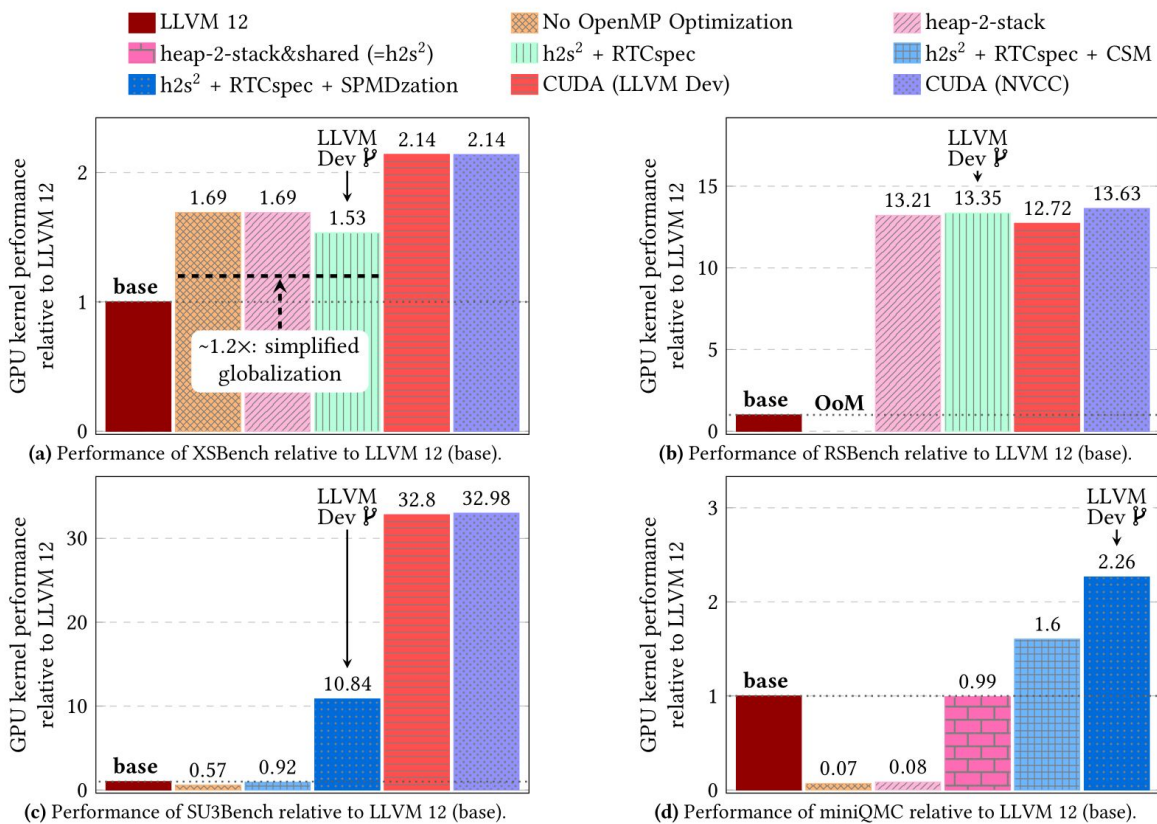 LLVM 12
No OpenMP Optimization
heap-2-stack
heap-2-stack&shared (=h2s²)
h2s² + RTCspec
h2s² + RTCspec + CSM
h2s² + RTCspec + SPMDzation
CUDA (LLVM Dev)
CUDA (NVCC)
GPU kernel performance
relative to LLVM 12
2
1
0
base
1.69
1.69
LLVM
Dev
1.53
2.14
2.14
~1.2×: simplified
globalization
(a) Performance of XSBench relative to LLVM 12 (base).
GPU kernel performance
relative to LLVM 12
15
10
5
0
base
OoM
13.21
LLVM
Dev
13.35
12.72
13.63
(b) Performance of RSBench relative to LLVM 12 (base).
GPU kernel performance
relative to LLVM 12
30
20
10
0
base
0.57
0.92
LLVM
Dev
10.84
32.8
32.98
(c) Performance of SU3Bench relative to LLVM 12 (base).
GPU kernel performance
relative to LLVM 12
3
2
1
0
base
0.07
0.08
0.99
1.6
LLVM
Dev
2.26
(d) Performance of miniQMC relative to LLVM 12 (base).